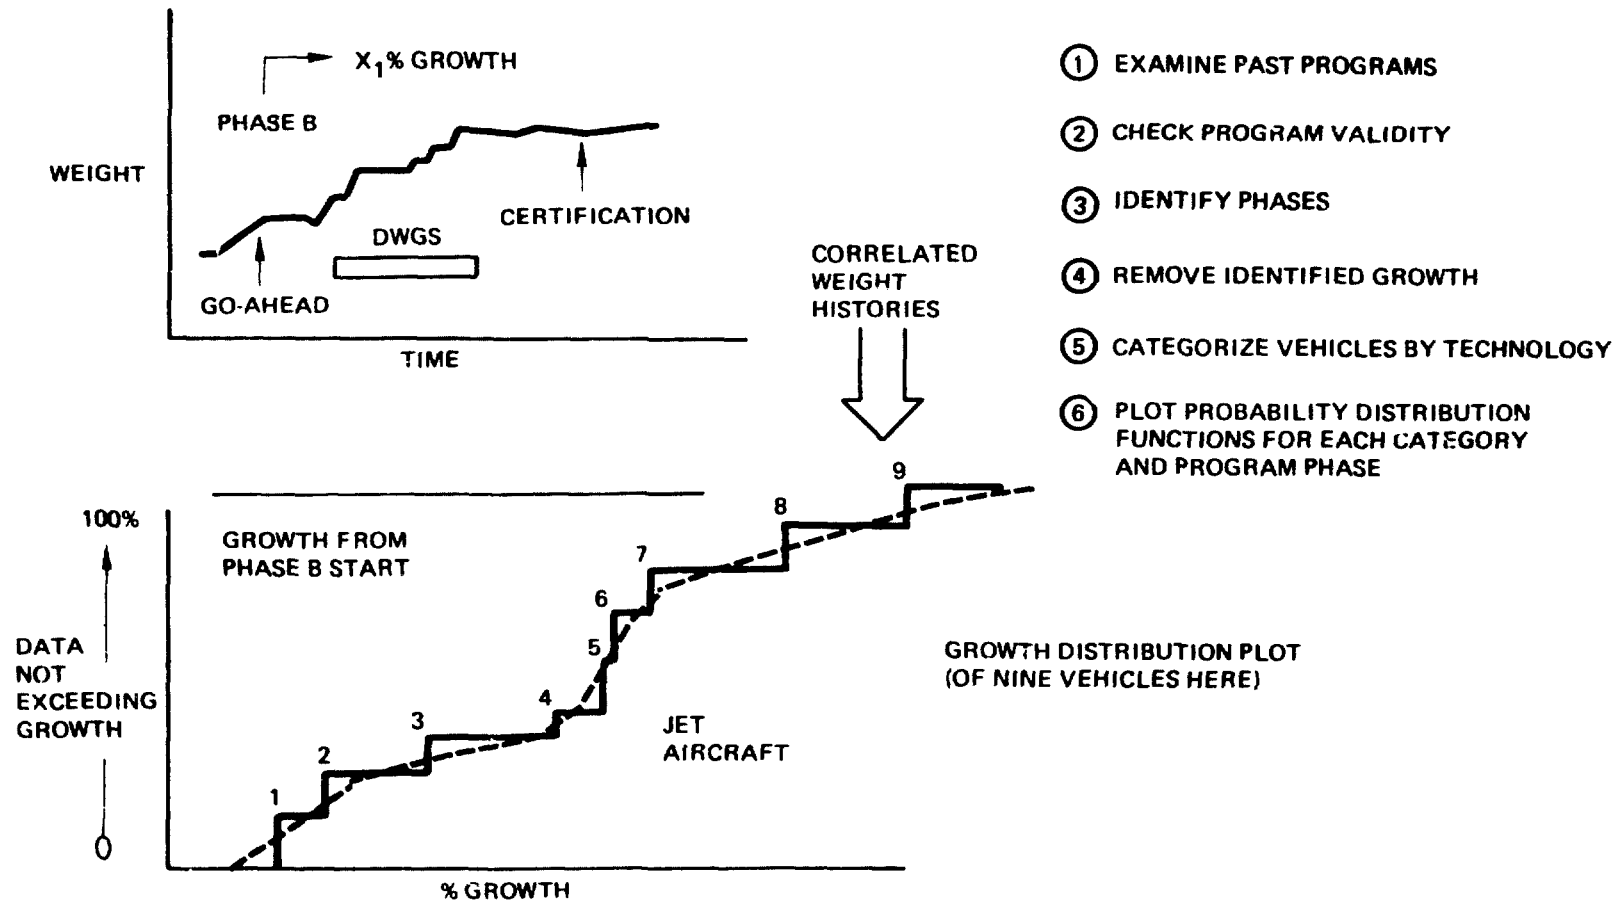 X1% GROWTH
PHASE B
WEIGHT
CERTIFICATION
DWGS
GO-AHEAD
TIME
1 EXAMINE PAST PROGRAMS
2 CHECK PROGRAM VALIDITY
3 IDENTIFY PHASES
4 REMOVE IDENTIFIED GROWTH
5 CATEGORIZE VEHICLES BY TECHNOLOGY
6 PLOT PROBABILITY DISTRIBUTION
FUNCTIONS FOR EACH CATEGORY
AND PROGRAM PHASE
CORRELATED
WEIGHT
HISTORIES
100%
GROWTH FROM
PHASE B START
DATA
NOT
EXCEEDING
GROWTH
0
1
2
3
4
5
6
7
8
9
JET
AIRCRAFT
GROWTH DISTRIBUTION PLOT
(OF NINE VEHICLES HERE)
% GROWTH